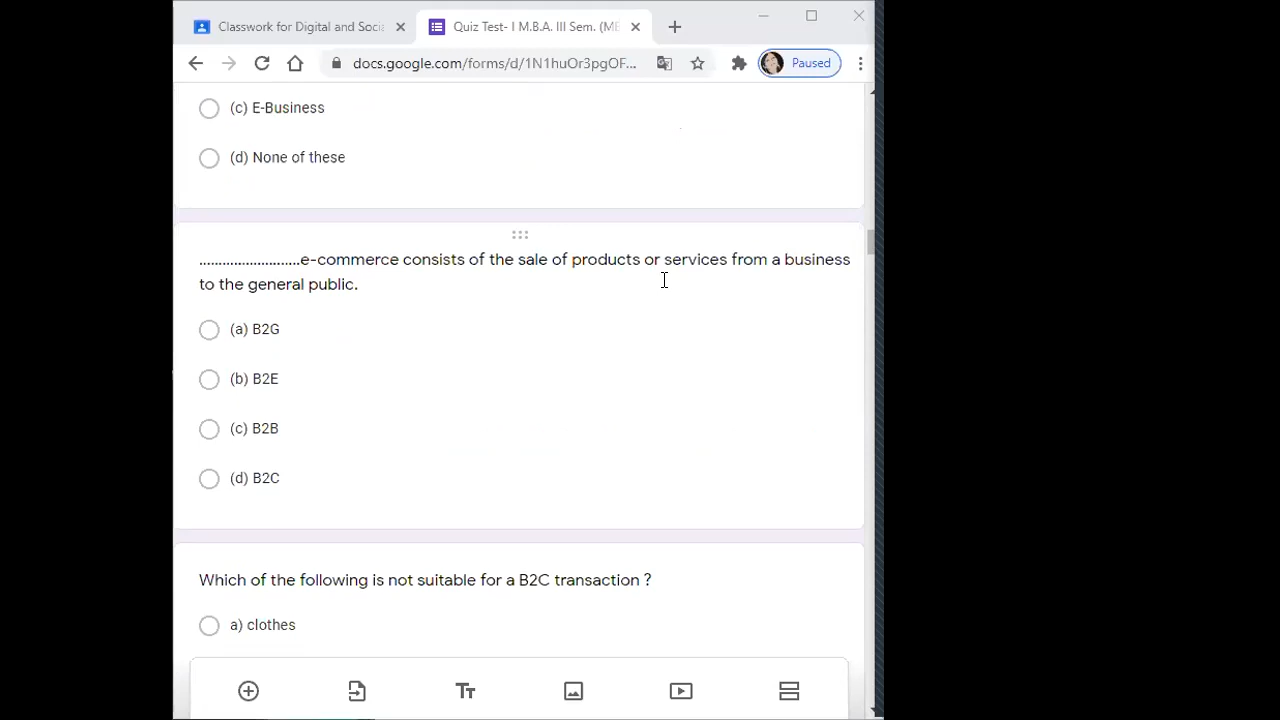 Classwork for Digital and Socia
Quiz Test- I M.B.A. III Sem. (ME
docs.google.com/forms/d/1N1huOr3pgOF...
Paused
(c) E-Business
(d) None of these
..........................e-commerce consists of the sale of products or services from a business
to the general public.
(a) B2G
(b) B2E
(c) B2B
(d) B2C
Which of the following is not suitable for a B2C transaction ?
a) clothes
Tт